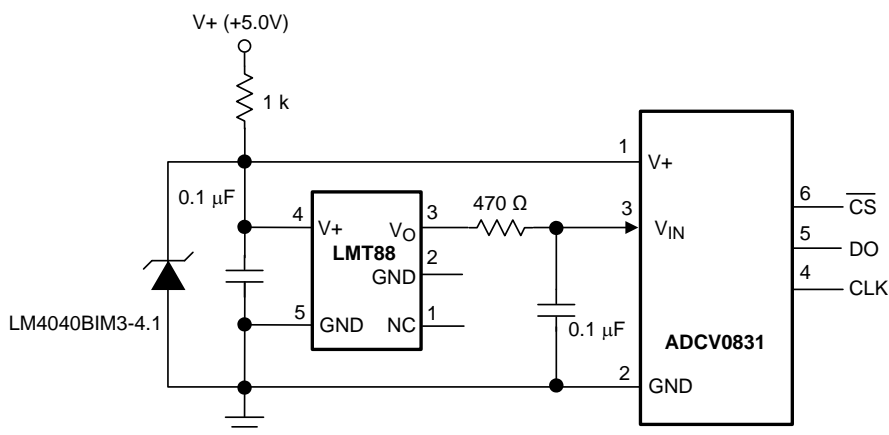 V+ (+5.0V)
1 k
0.1 μF
LM4040BIM3-4.1
4
V+
VO
3
LMT88
GND
2
5
GND
NC
1
470 Ω
0.1 μF
1
V+
3
VIN
ADCV0831
2
GND
6
CS
5
DO
4
CLK